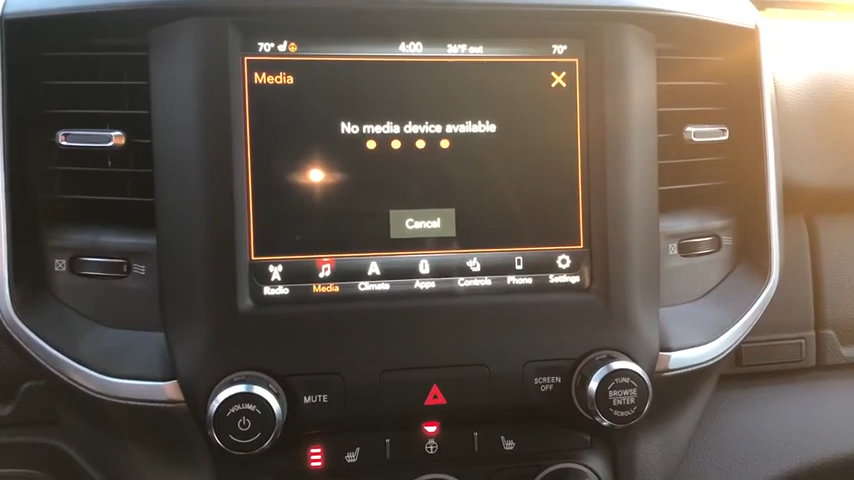 70° 4:00 36°F out 70°
Media
No media device available
Cancel
Radio Media Climate Apps Controls Phone Settings
VOLUME
MUTE
SCREEN
OFF
TUNE
BROWSE
ENTER
SCROLL